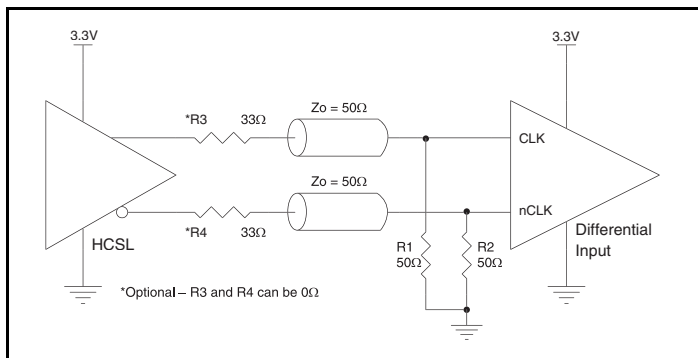 3.3V
3.3V
*R3
33Ω
Zo = 50Ω
CLK
Zo = 50Ω
nCLK
*R4
33Ω
HCSL
R1
50Ω
R2
50Ω
Differential
Input
*Optional – R3 and R4 can be 0Ω